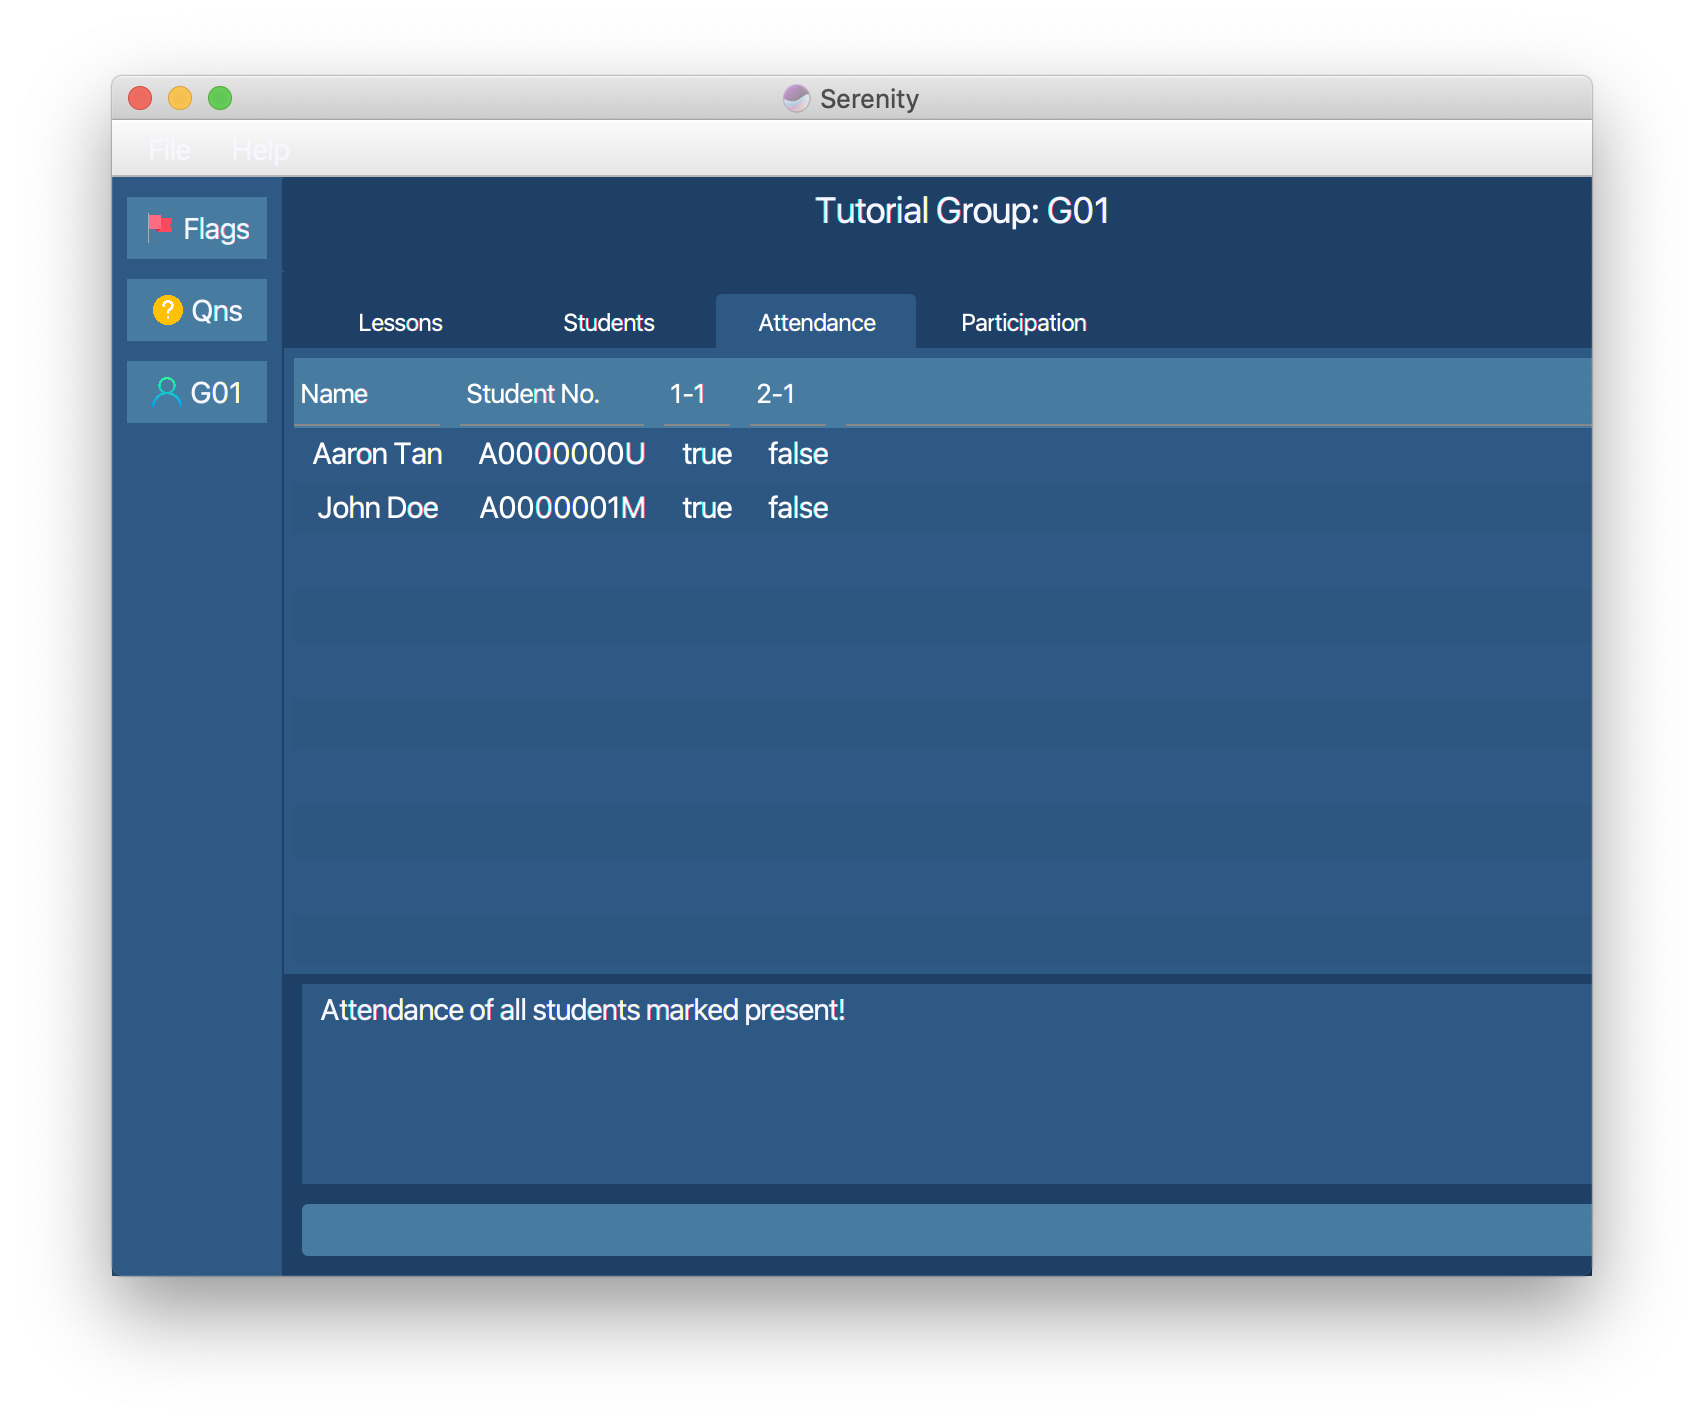 Serenity
File Help
Flags
Qns
G01
Tutorial Group: G01
Lessons Students Attendance Participation
Name Student No. 1-1 2-1
Aaron Tan A0000000U true false
John Doe A0000001M true false
Attendance of all students marked present!